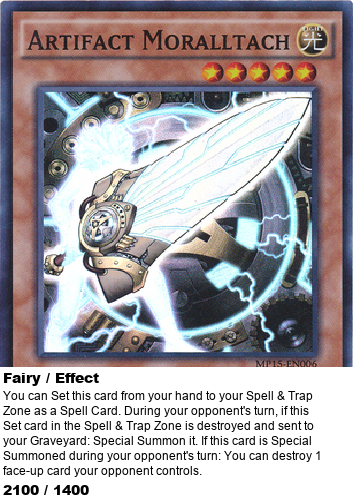 ARTIFACT MORALLTACH
光
MP15-EN006
Fairy / Effect
You can Set this card from your hand to your Spell & Trap
Zone as a Spell Card. During your opponent's turn, if this
Set card in the Spell & Trap Zone is destroyed and sent to
your Graveyard: Special Summon it. If this card is Special
Summoned during your opponent's turn: You can destroy 1
face-up card your opponent controls.
2100 / 1400